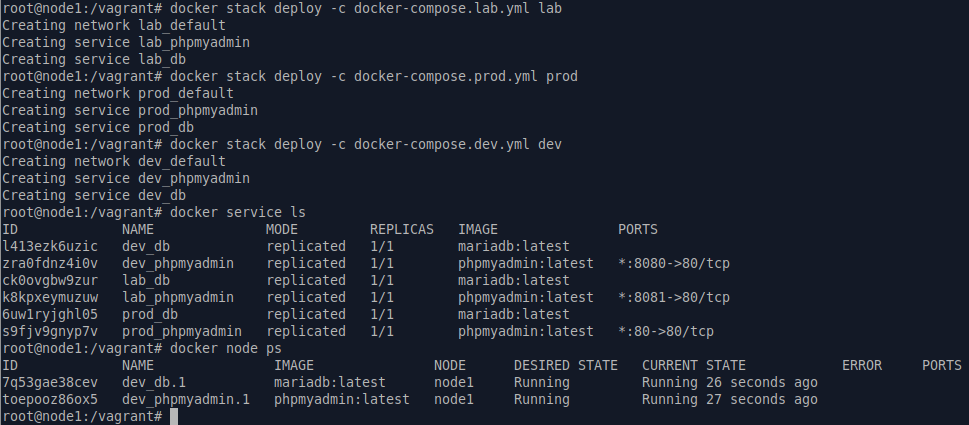 root@node1:/vagrant# docker stack deploy -c docker-compose.lab.yml lab
Creating network lab_default
Creating service lab_phpmyadmin
Creating service lab_db
root@node1:/vagrant# docker stack deploy -c docker-compose.prod.yml prod
Creating network prod_default
Creating service prod_phpmyadmin
Creating service prod_db
root@node1:/vagrant# docker stack deploy -c docker-compose.dev.yml dev
Creating network dev_default
Creating service dev_phpmyadmin
Creating service dev_db
root@node1:/vagrant# docker service ls
ID             NAME              MODE         REPLICAS   IMAGE               PORTS
l413ezk6uzic   dev_db            replicated   1/1        mariadb:latest
zra0fdnz4i0v   dev_phpmyadmin    replicated   1/1        phpmyadmin:latest   *:8080->80/tcp
ck0ovgbw9zur   lab_db            replicated   1/1        mariadb:latest
k8kpxeymuzuw   lab_phpmyadmin    replicated   1/1        phpmyadmin:latest   *:8081->80/tcp
6uw1ryjghl05   prod_db           replicated   1/1        mariadb:latest
s9fjv9gnyp7v   prod_phpmyadmin   replicated   1/1        phpmyadmin:latest   *:80->80/tcp
root@node1:/vagrant# docker node ps
ID             NAME               IMAGE               NODE      DESIRED STATE   CURRENT STATE            ERROR     PORTS
7q53gae38cev   dev_db.1           mariadb:latest      node1     Running         Running 26 seconds ago
toepooz86ox5   dev_phpmyadmin.1   phpmyadmin:latest   node1     Running         Running 27 seconds ago
root@node1:/vagrant#